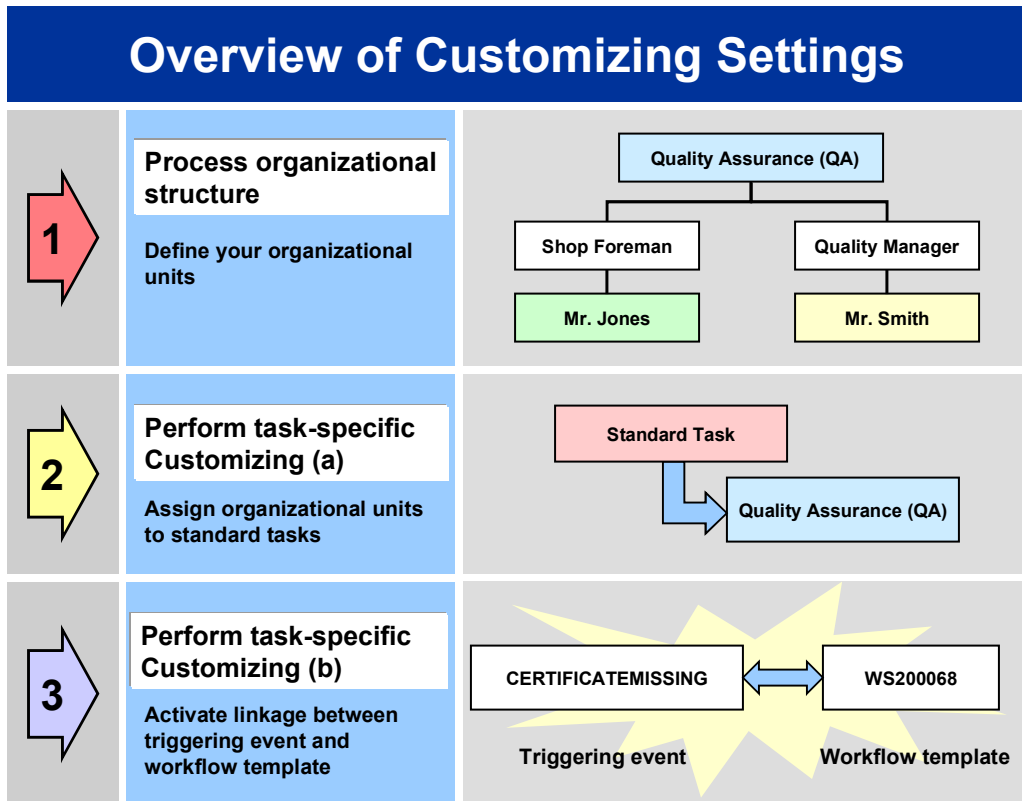 Overview of Customizing Settings
1
Process organizational
structure
Define your organizational
units
Quality Assurance (QA)
Shop Foreman
Quality Manager
Mr. Jones
Mr. Smith
2
Perform task-specific
Customizing (a)
Assign organizational units
to standard tasks
Standard Task
Quality Assurance (QA)
3
Perform task-specific
Customizing (b)
Activate linkage between
triggering event and
workflow template
CERTIFICATEMISSING
WS200068
Triggering event
Workflow template